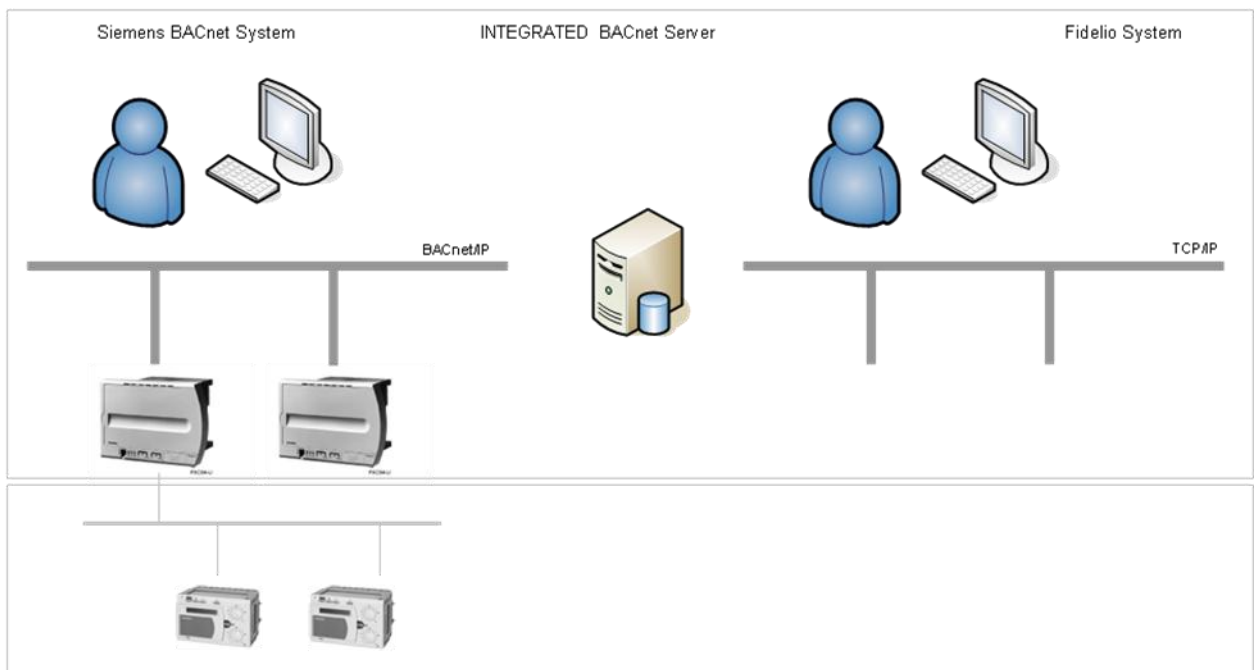 Siemens BACnet System
INTEGRATED BACnet Server
Fidelio System
BACnet/IP
TCP/IP